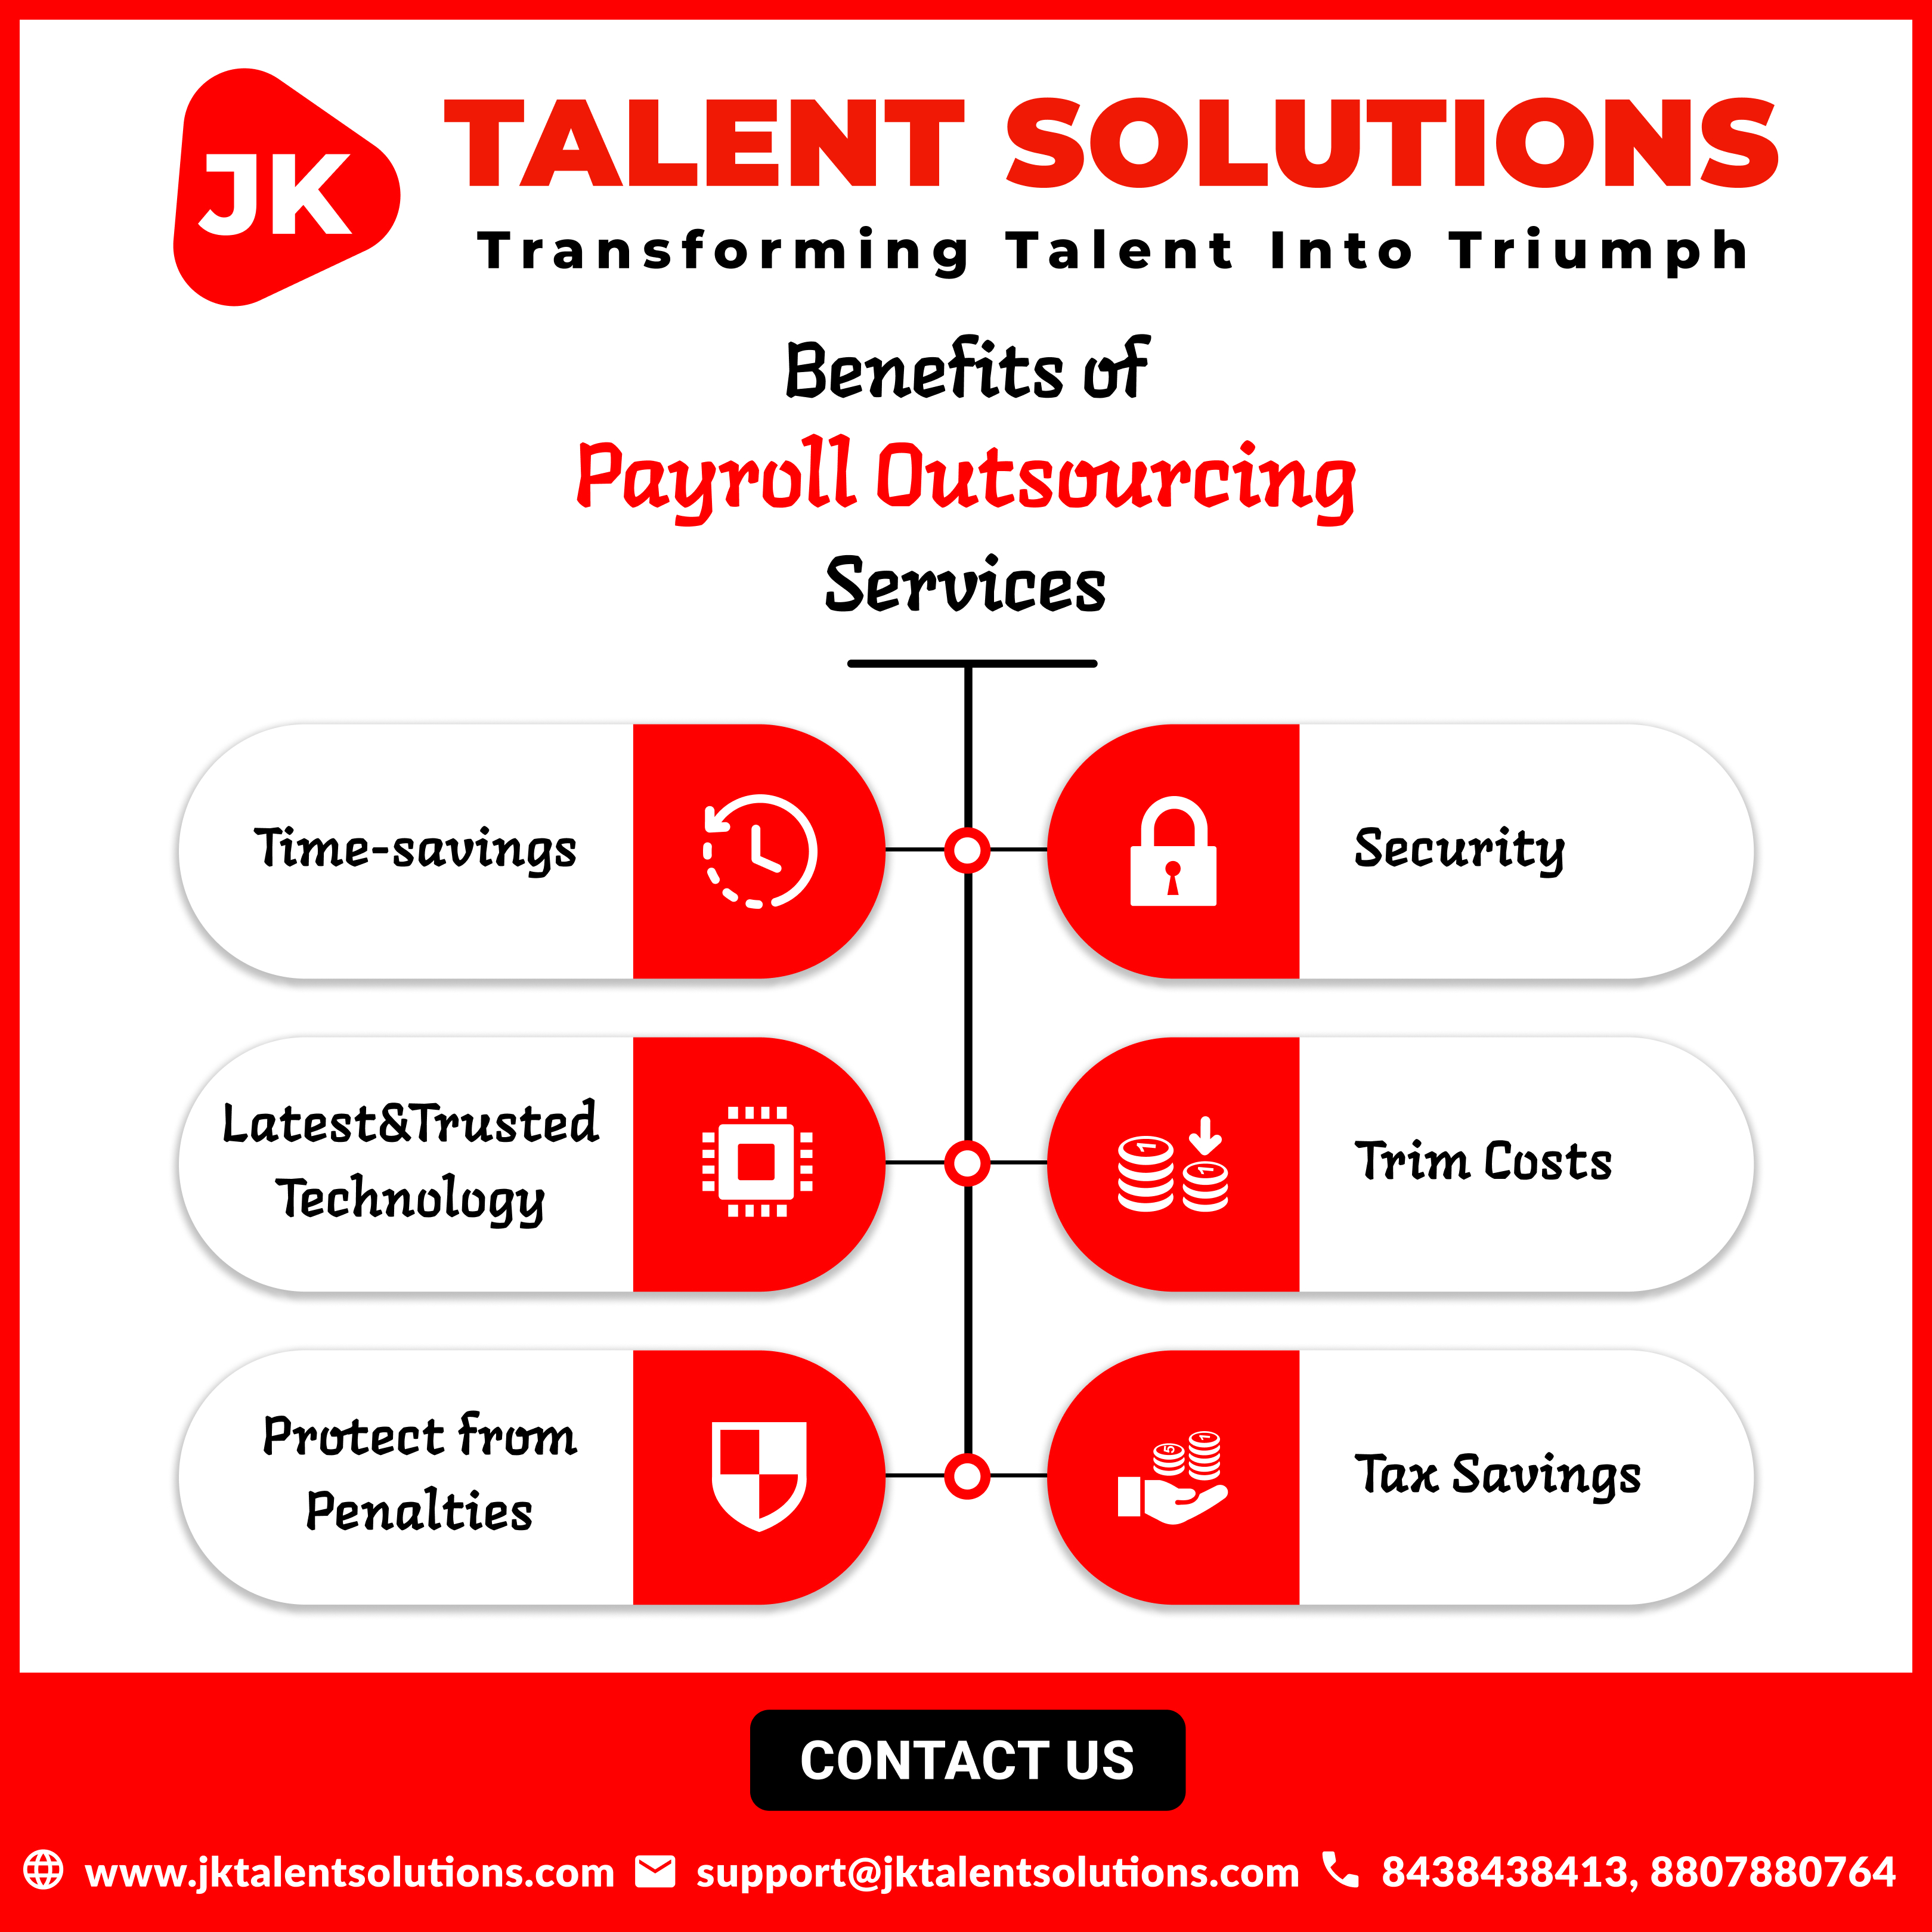 JK
TALENT SOLUTIONS
Transforming Talent Into Triumph
Benefits of
Payroll Outsourcing
Services
Time-savings
Security
Latest&Trusted
Technology
Trim Costs
Protect from
Penalties
Tax Savings
CONTACT US
www.jktalentsolutions.com support@jktalentsolutions.com 8438438413, 8807880764